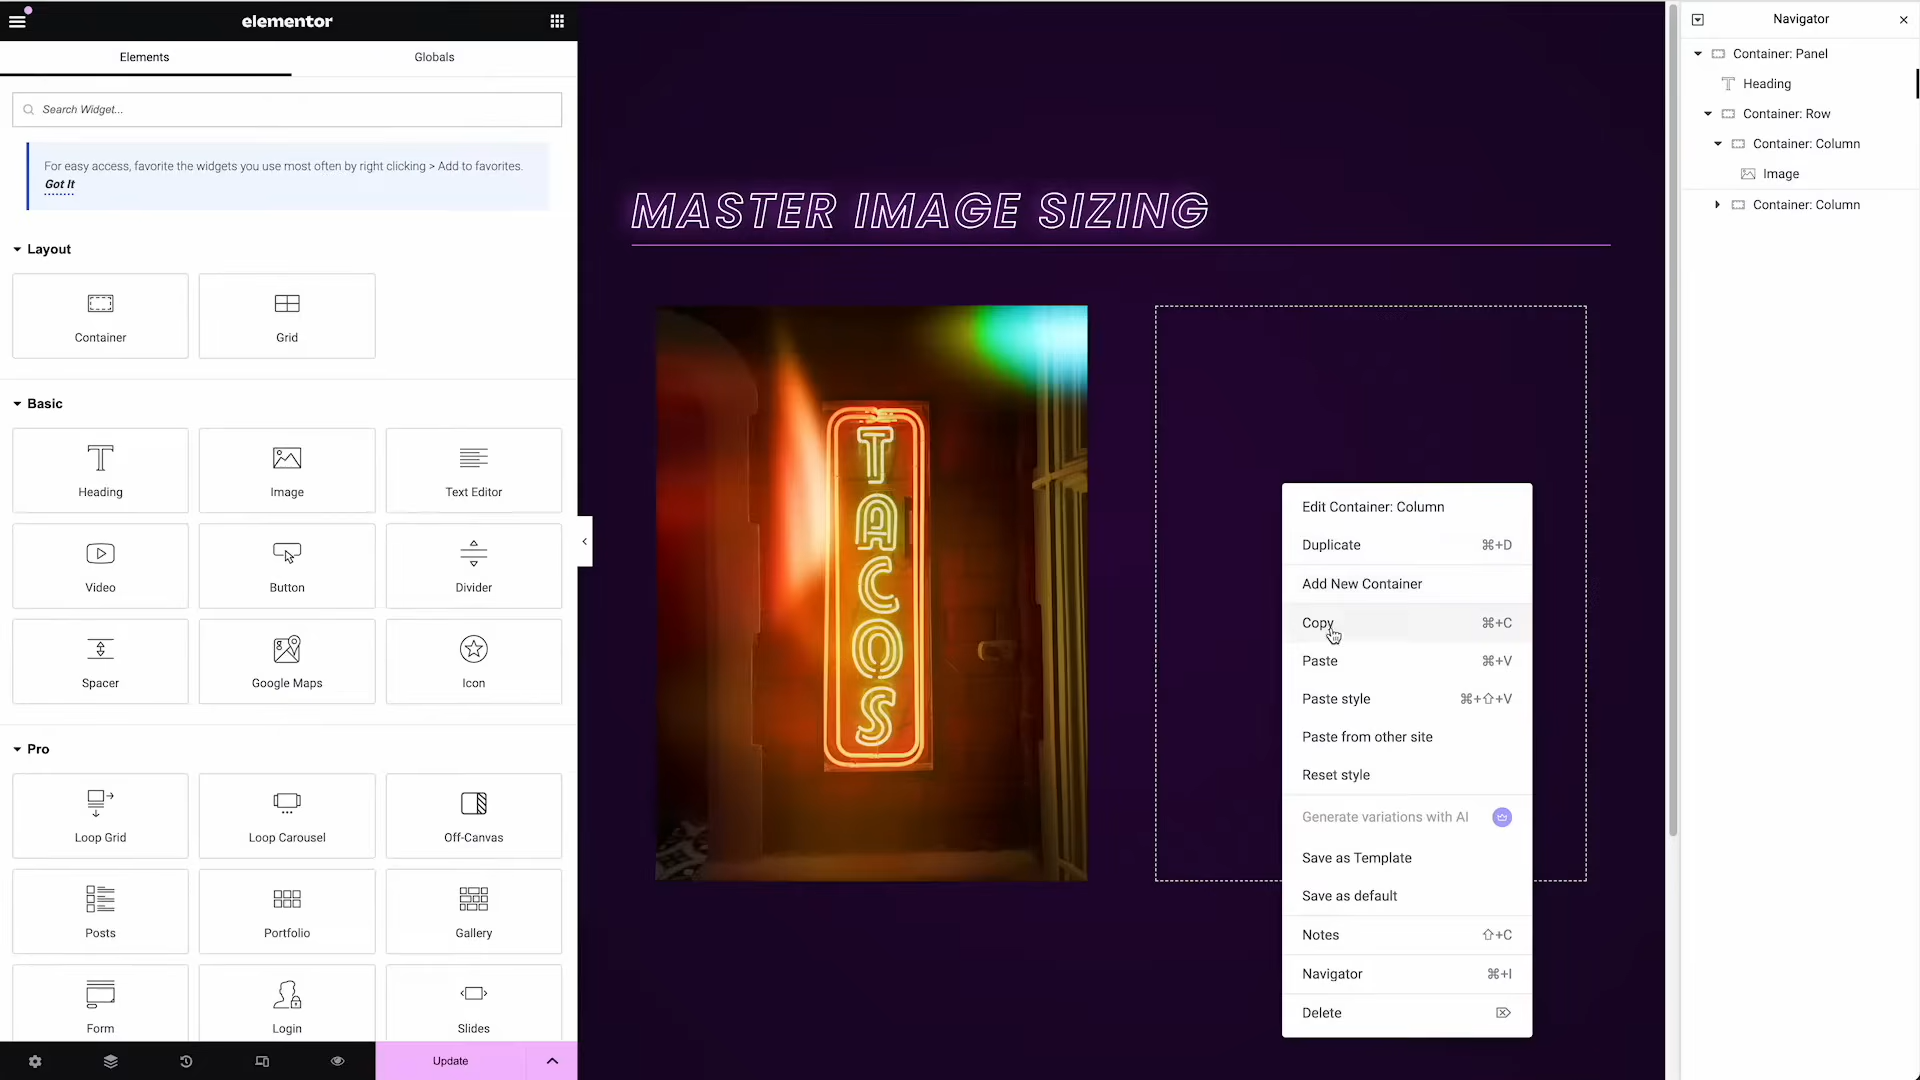 elementor
Elements
Globals
Search Widget...
For easy access, favorite the widgets you use most often by right clicking > Add to favorites.
Got It
Layout
Container
Grid
Basic
Heading
Image
Text Editor
Video
Button
Divider
Spacer
Google Maps
Icon
Pro
Loop Grid
Loop Carousel
Off-Canvas
Posts
Portfolio
Gallery
Form
Login
Slides
Update
MASTER IMAGE SIZING
TACOS
Edit Container: Column
Duplicate ⌘+D
Add New Container
Copy ⌘+C
Paste ⌘+V
Paste style ⌘+⇧+V
Paste from other site
Reset style
Generate variations with AI
Save as Template
Save as default
Notes ⇧+C
Navigator ⌘+I
Delete ⌦
Navigator
Container: Panel
Heading
Container: Row
Container: Column
Image
Container: Column